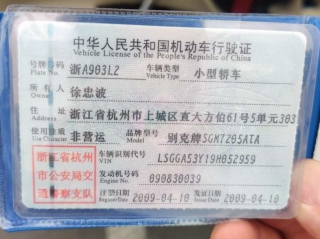 中华人民共和国机动车行驶证
Vehicle License of the People's Republic of China
号牌号码 浙A903L2 车辆类型 小型轿车
Plate No. Vehicle Type
所有人 徐忠波
Owner
住址 浙江省杭州市上城区直大方伯61号5单元303
Address
使用性质 非营运 品牌型号 别克牌SGM7205ATA
浙江省杭州 车辆识别代号 LSGGA53Y19H052959
VIN
市公安局交 发动机号码 090830039
Engine No.
通警察支队 注册日期 2009-04-10 发证日期 2009-04-10
Register Date Issue Date